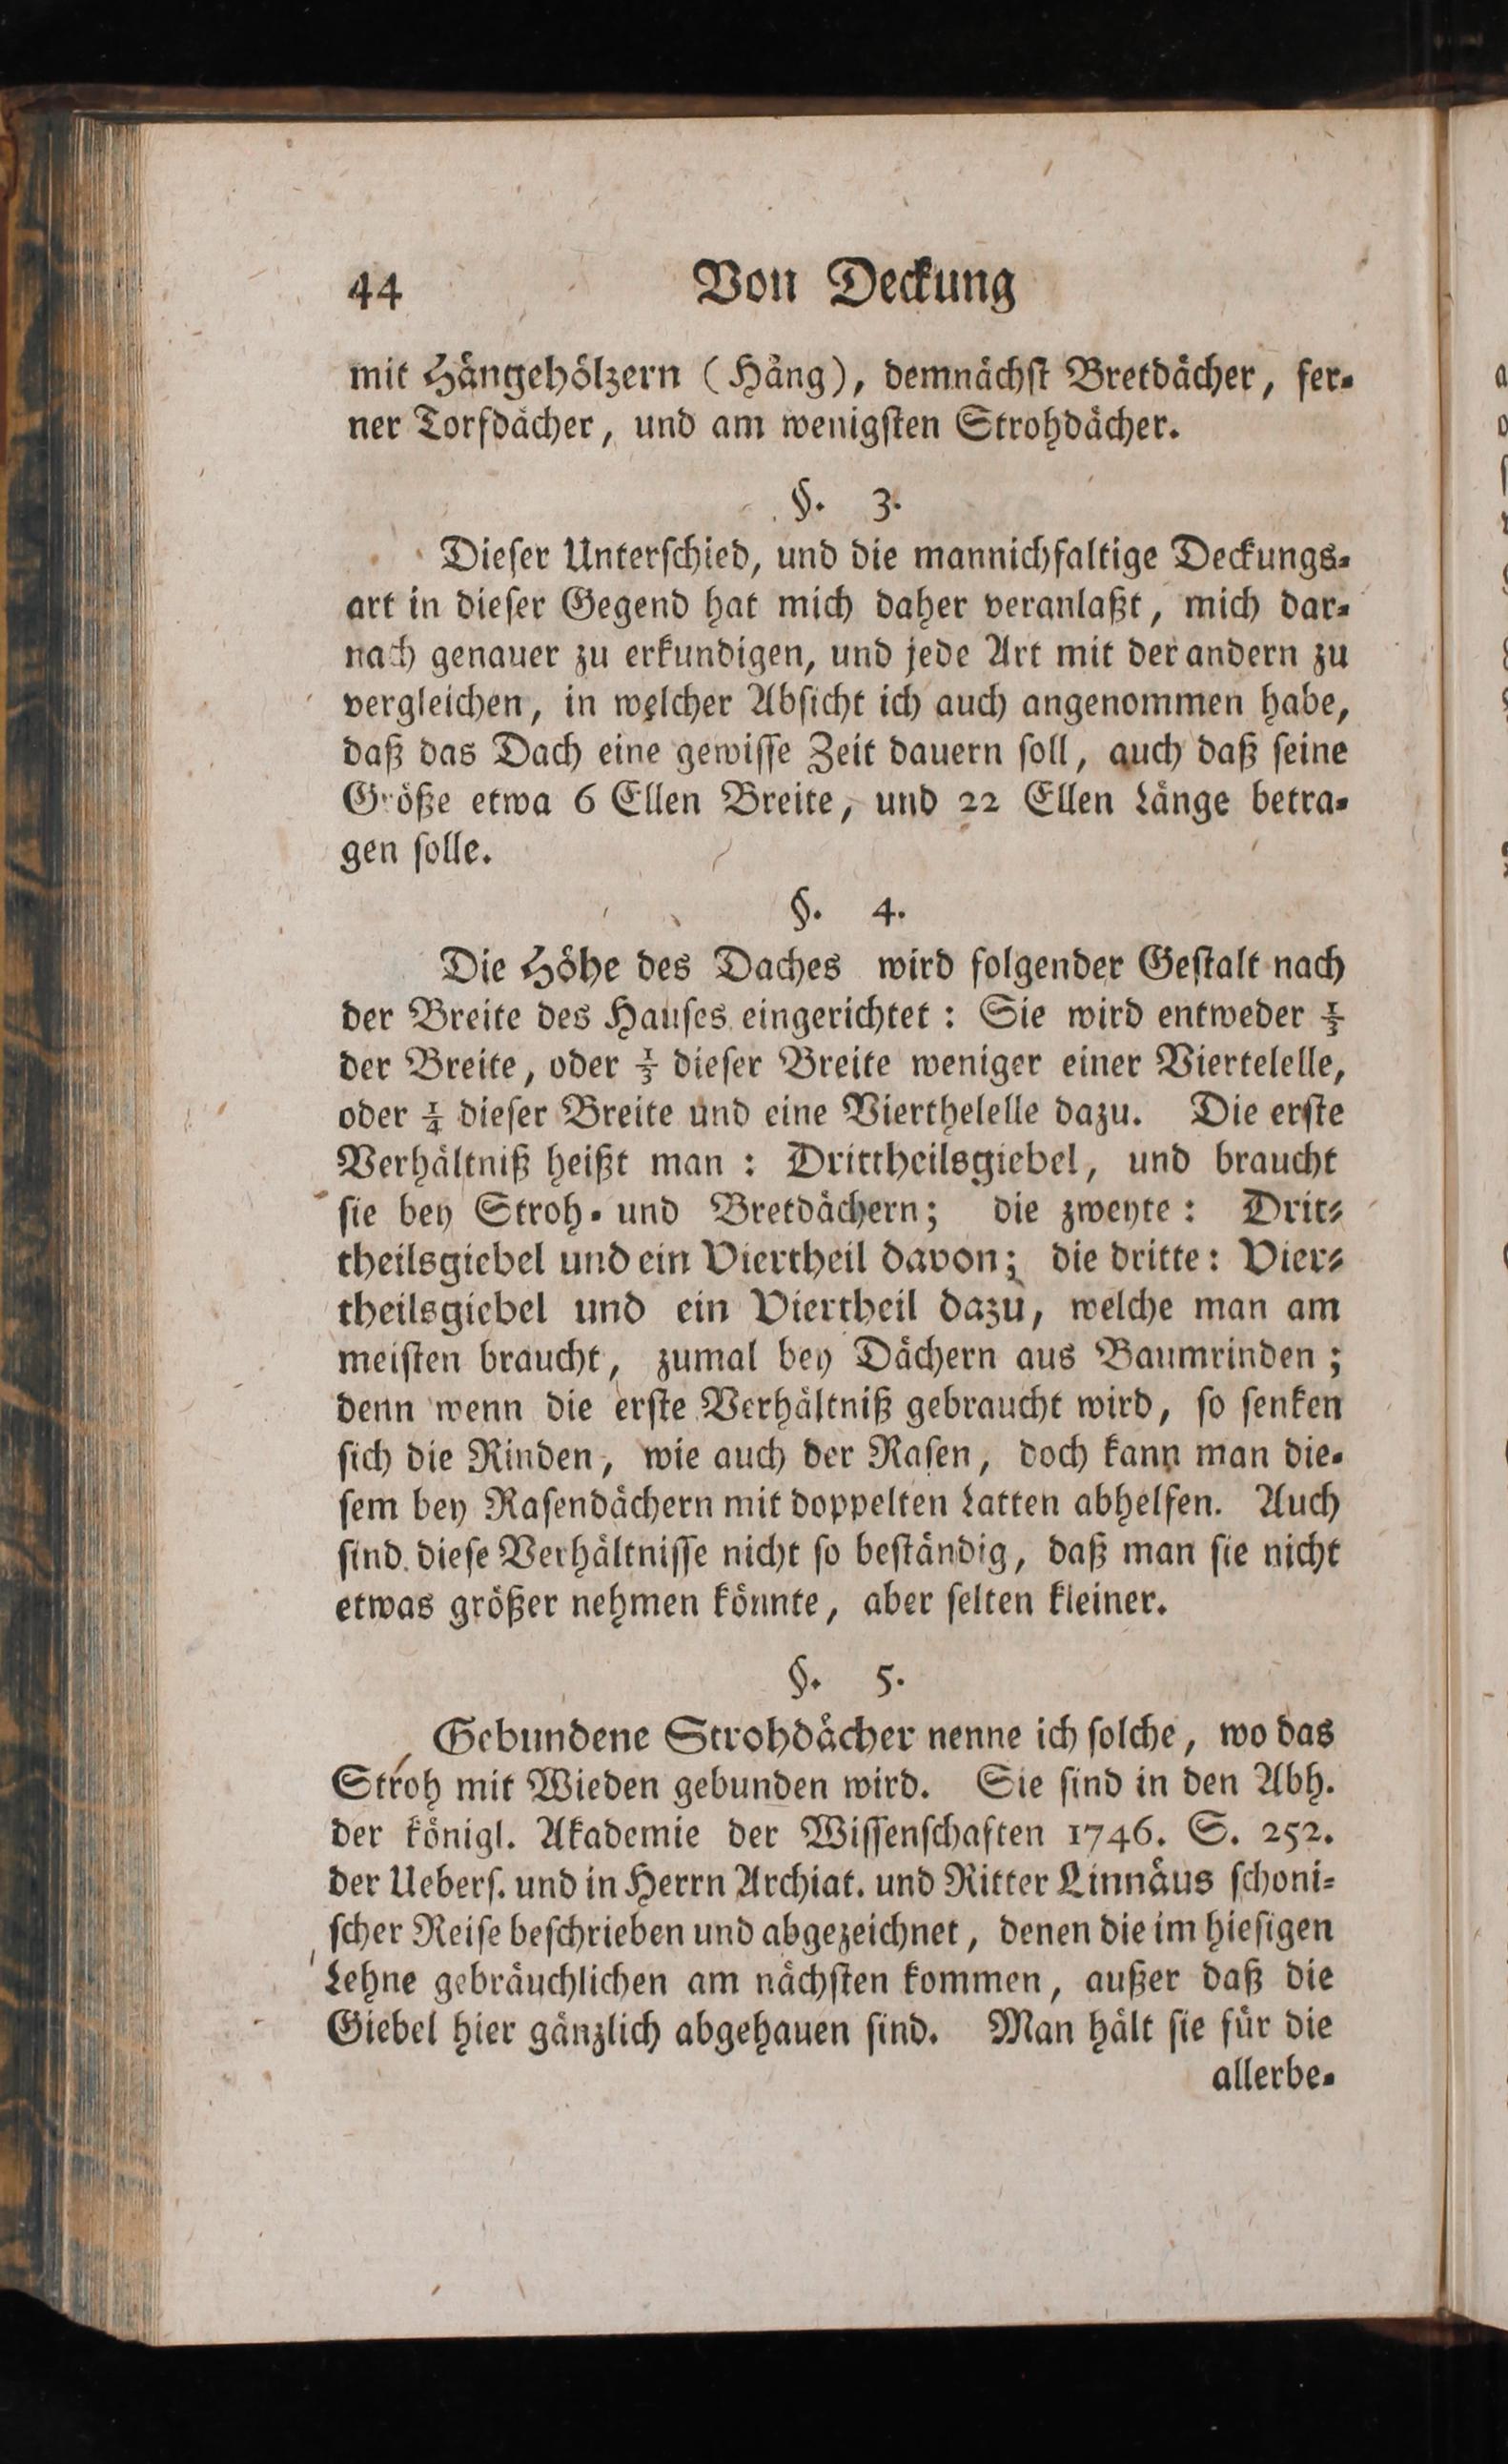 44 Von Deckung
mit Hängehölzern (Häng), demnächſt Bretdächer, fer-
ner Torfdächer, und am wenigſten Strohdächer.
§. 3.
Dieſer Unterſchied, und die mannichfaltige Deckungs-
art in dieſer Gegend hat mich daher veranlaßt, mich dar-
nach genauer zu erkundigen, und jede Art mit der andern zu
vergleichen, in welcher Abſicht ich auch angenommen habe,
daß das Dach eine gewiſſe Zeit dauern ſoll, auch daß ſeine
Größe etwa 6 Ellen Breite, und 22 Ellen Länge betra-
gen ſolle.
§. 4.
Die Höhe des Daches wird folgender Geſtalt nach
der Breite des Hauſes eingerichtet: Sie wird entweder ⅓
der Breite, oder ⅓ dieſer Breite weniger einer Viertelelle,
oder ¼ dieſer Breite und eine Vierthelelle dazu. Die erſte
Verhältniß heißt man: Drittheilsgiebel, und braucht
ſie bey Stroh- und Bretdächern; die zweyte: Drit-
theilsgiebel und ein Viertheil davon; die dritte: Vier-
theilsgiebel und ein Viertheil dazu, welche man am
meiſten braucht, zumal bey Dächern aus Baumrinden;
denn wenn die erſte Verhältniß gebraucht wird, ſo ſenken
ſich die Rinden, wie auch der Raſen, doch kann man die-
ſem bey Raſendächern mit doppelten Latten abhelfen. Auch
ſind dieſe Verhältniſſe nicht ſo beſtändig, daß man ſie nicht
etwas größer nehmen könnte, aber ſelten kleiner.
§. 5.
Gebundene Strohdächer nenne ich ſolche, wo das
Stroh mit Wieden gebunden wird. Sie ſind in den Abh.
der königl. Akademie der Wiſſenſchaften 1746. S. 252.
der Ueberſ. und in Herrn Archiat. und Ritter Linnäus ſchoni-
ſcher Reiſe beſchrieben und abgezeichnet, denen die im hieſigen
Lehne gebräuchlichen am nächſten kommen, außer daß die
Giebel hier gänzlich abgehauen ſind. Man hält ſie für die
allerbe-